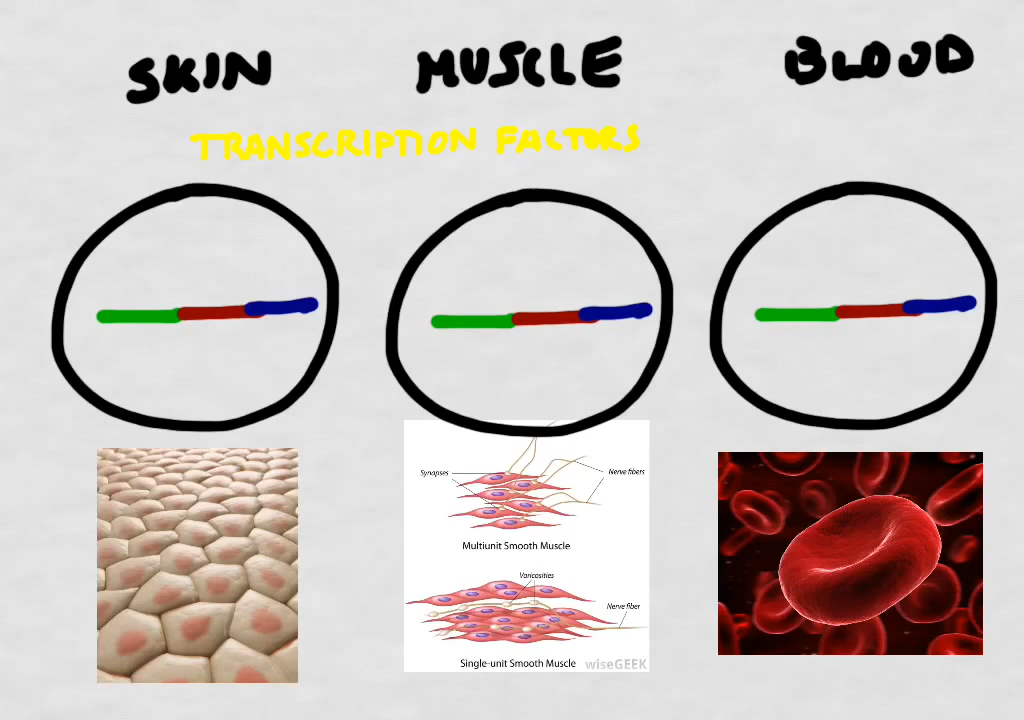 SKIN MUSCLE BLOOD
TRANSCRIPTION FACTORS
Synapses
Nerve fibers
Multiunit Smooth Muscle
Varicosities
Nerve fiber
Single-unit Smooth Muscle
wiseGEEK